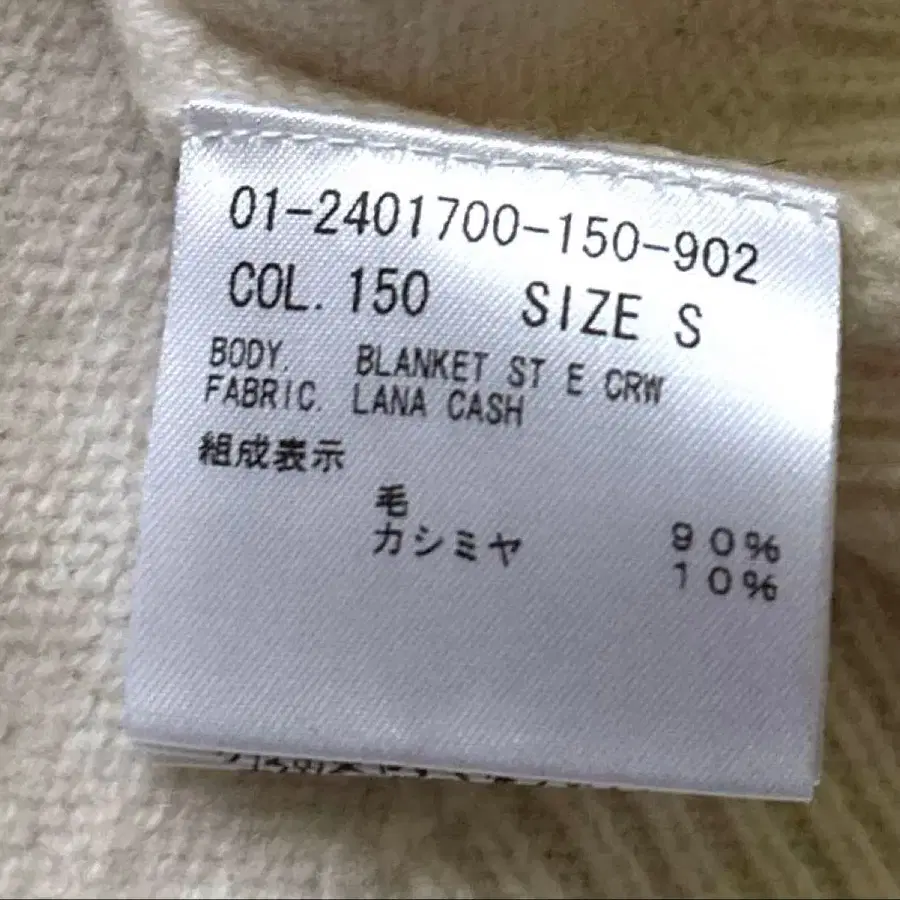 01-2401700-150-902
COL. 150 SIZE S
BODY. BLANKET ST E CRW
FABRIC. LANA CASH
組成表示
毛 90%
カシミヤ 10%